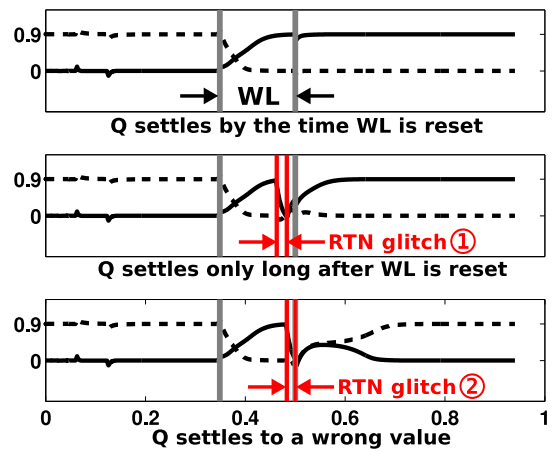 0.9
0
WL
Q settles by the time WL is reset
0.9
0
RTN glitch①
Q settles only long after WL is reset
0.9
0
RTN glitch②
0 0.2 0.4 0.6 0.8 1
Q settles to a wrong value